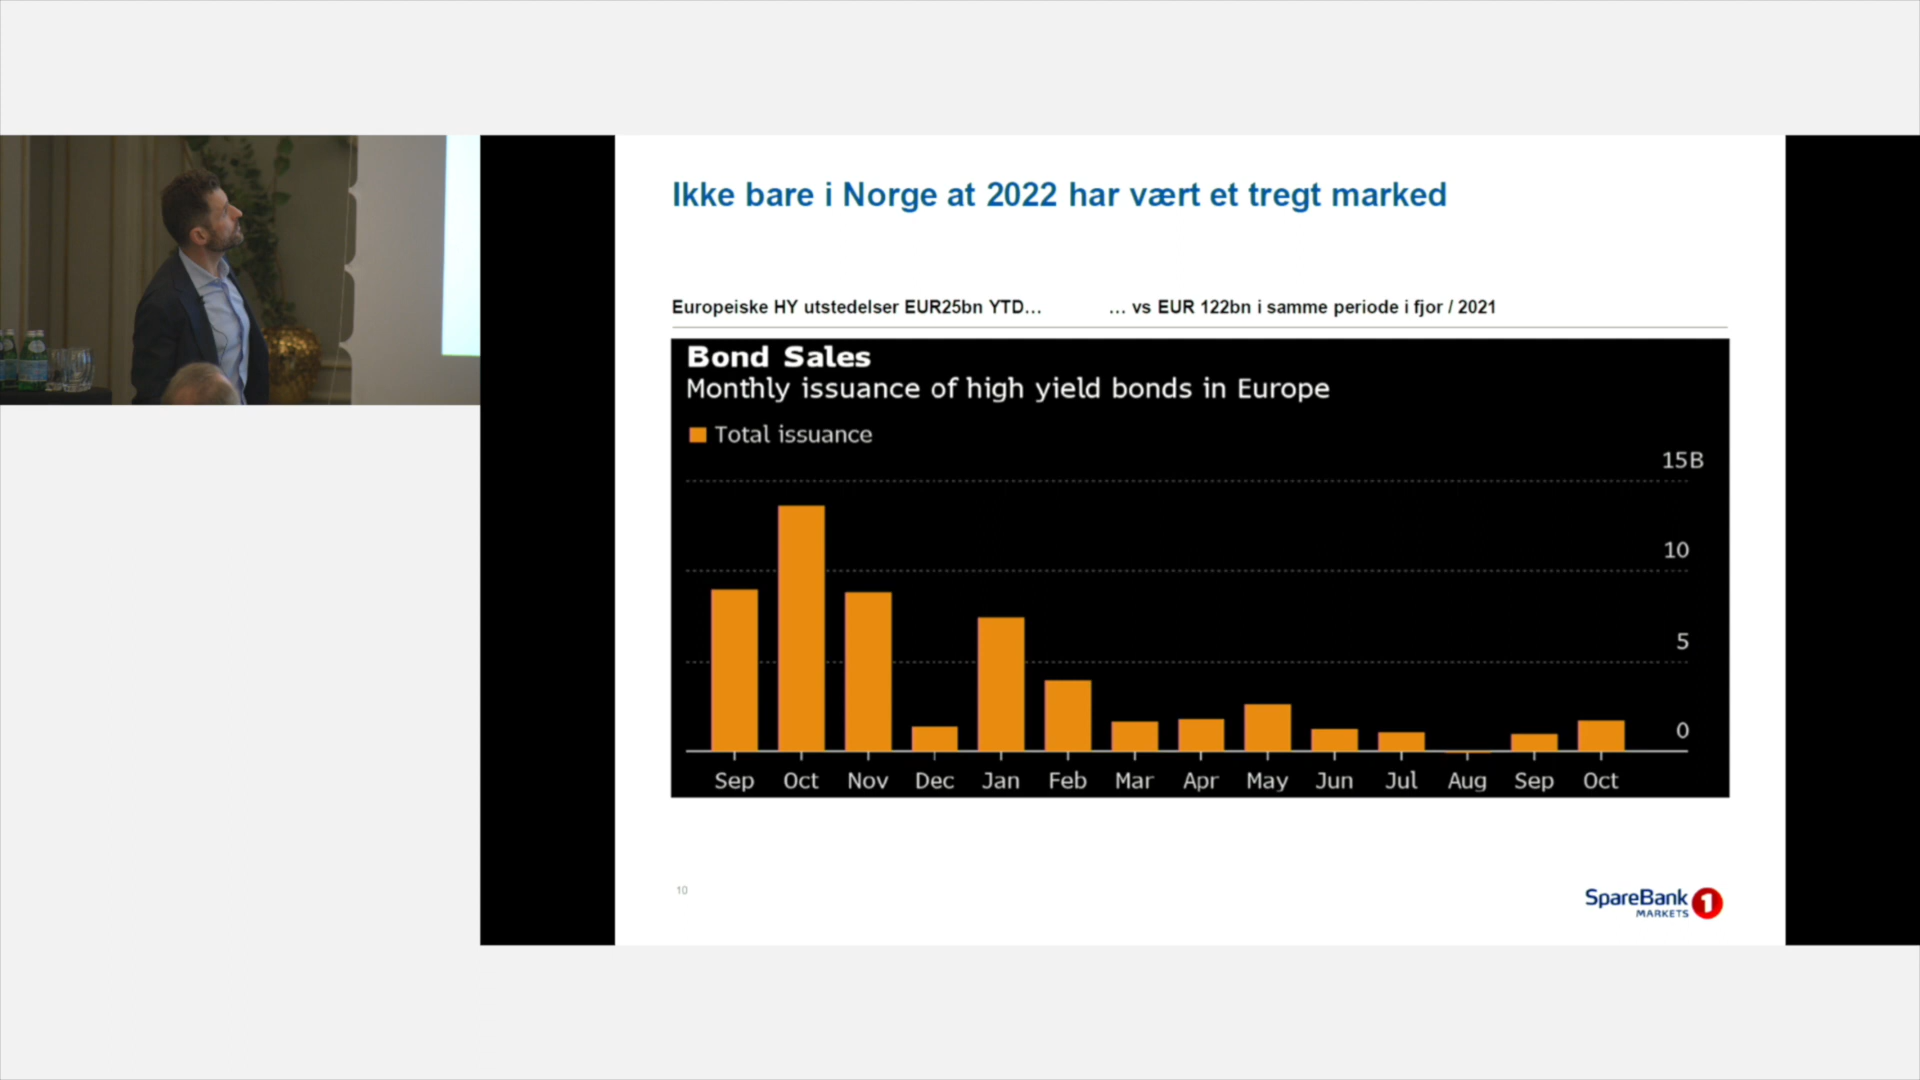 Ikke bare i Norge at 2022 har vært et tregt marked
Europeiske HY utstedelser EUR25bn YTD… … vs EUR 122bn i samme periode i fjor / 2021
Bond Sales
Monthly issuance of high yield bonds in Europe
Total issuance
15B
10
5
0
Sep Oct Nov Dec Jan Feb Mar Apr May Jun Jul Aug Sep Oct
10
SpareBank 1
MARKETS